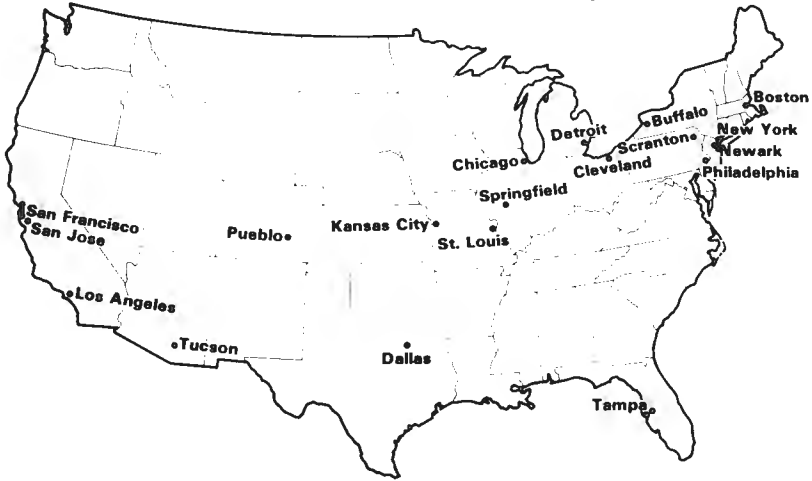 Boston
Buffalo
New York
Detroit
Scranton
Newark
Chicago
Cleveland
Philadelphia
Springfield
San Francisco
San Jose
Pueblo
Kansas City
St. Louis
Los Angeles
Tucson
Dallas
Tampa